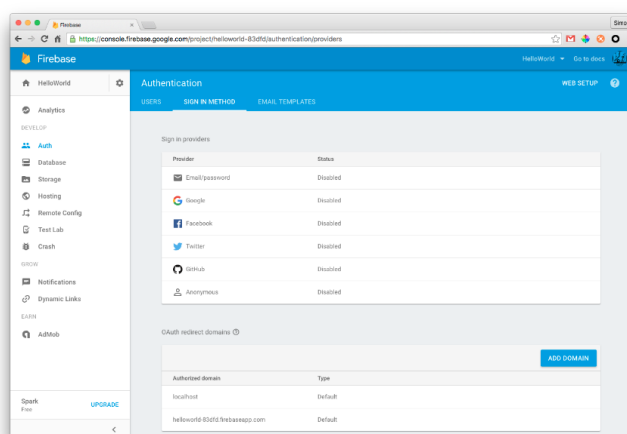 Firebase
Simo
https://console.firebase.google.com/project/helloworld-83dfd/authentication/providers
Firebase
HelloWorld
Go to docs
HelloWorld
Authentication
WEB SETUP
USERS
SIGN IN METHOD
EMAIL TEMPLATES
Analytics
DEVELOP
Auth
Database
Storage
Hosting
Remote Config
Test Lab
Crash
GROW
Notifications
Dynamic Links
EARN
AdMob
Spark
Free
UPGRADE
Sign in providers
Provider
Status
Email/password
Disabled
Google
Disabled
Facebook
Disabled
Twitter
Disabled
GitHub
Disabled
Anonymous
Disabled
OAuth redirect domains
ADD DOMAIN
Authorized domain
Type
localhost
Default
helloworld-83dfd.firebaseapp.com
Default